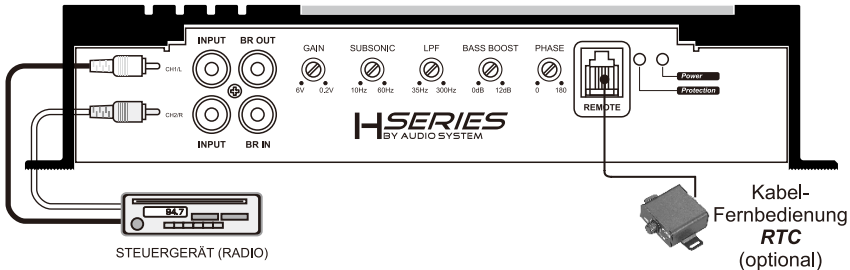 INPUT BR OUT
CH1/L
CH2/R
INPUT BR IN
GAIN
6V 0,2V
SUBSONIC
10Hz 60Hz
LPF
35Hz 300Hz
BASS BOOST
0dB 12dB
PHASE
0 180
REMOTE
Power
Protection
H SERIES
BY AUDIO SYSTEM
84.7
STEUERGERÄT (RADIO)
Kabel-
Fernbedienung
RTC
(optional)